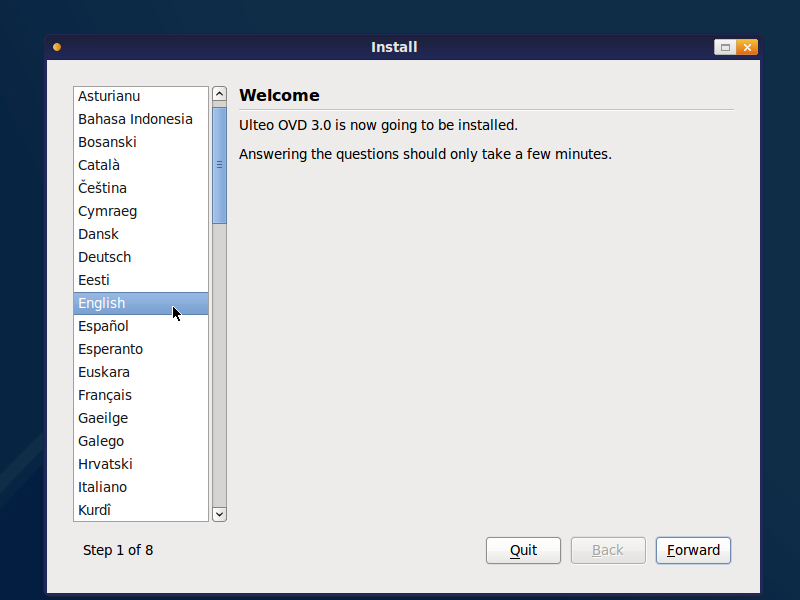 Install
Asturianu
Bahasa Indonesia
Bosanski
Català
Čeština
Cymraeg
Dansk
Deutsch
Eesti
English
Español
Esperanto
Euskara
Français
Gaeilge
Galego
Hrvatski
Italiano
Kurdî
Welcome
Ulteo OVD 3.0 is now going to be installed.
Answering the questions should only take a few minutes.
Step 1 of 8
Quit
Back
Forward